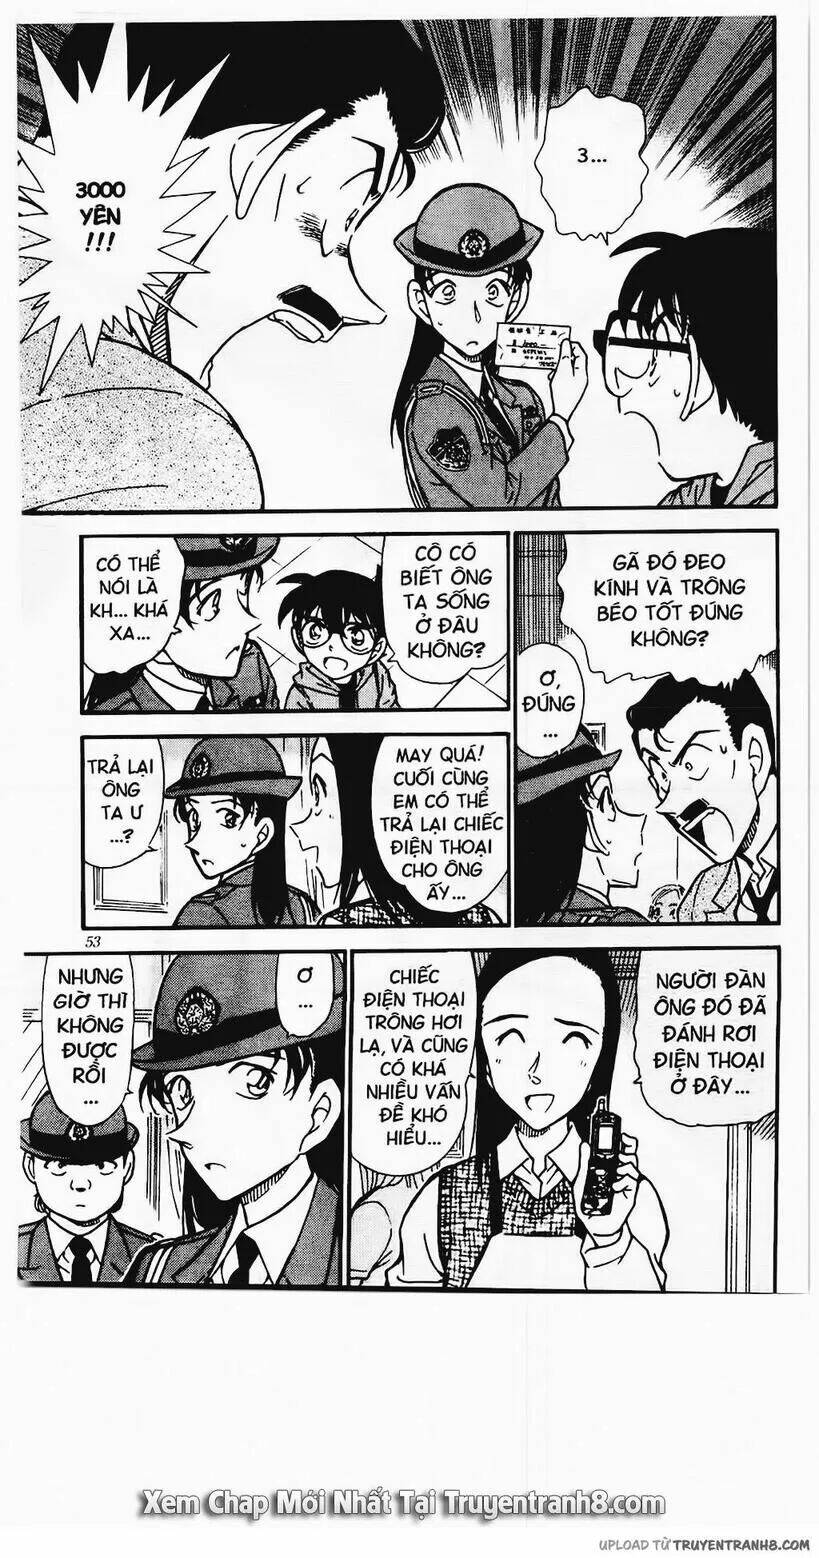 3...
3000
YÊN
!!!
GÃ ĐÓ ĐEO
KÍNH VÀ TRÔNG
BÉO TỐT ĐÚNG
KHÔNG?
Ơ,
ĐÚNG
...
CÔ CÓ
BIẾT ÔNG
TA SỐNG
Ở ĐÂU
KHÔNG?
CÓ THỂ
NÓI LÀ
KH... KHÁ
XA...
MAY QUÁ!
CUỐI CÙNG
EM CÓ THỂ
TRẢ LẠI CHIẾC
ĐIỆN THOẠI
CHO ÔNG
ẤY...
TRẢ LẠI
ÔNG
TA Ư
...?
53
NGƯỜI ĐÀN
ÔNG ĐÓ ĐÃ
ĐÁNH RƠI
ĐIỆN THOẠI
Ở ĐÂY...
CHIẾC
ĐIỆN THOẠI
TRÔNG HƠI
LẠ, VÀ CŨNG
CÓ KHÁ
NHIỀU VẤN
ĐỀ KHÓ
HIỂU...
Ơ
...
NHƯNG
GIỜ THÌ
KHÔNG
ĐƯỢC
RỒI
...
Xem Chap Mới Nhất Tại Truyentranh8.com
UPLOAD TỪ TRUYENTRANH8.COM